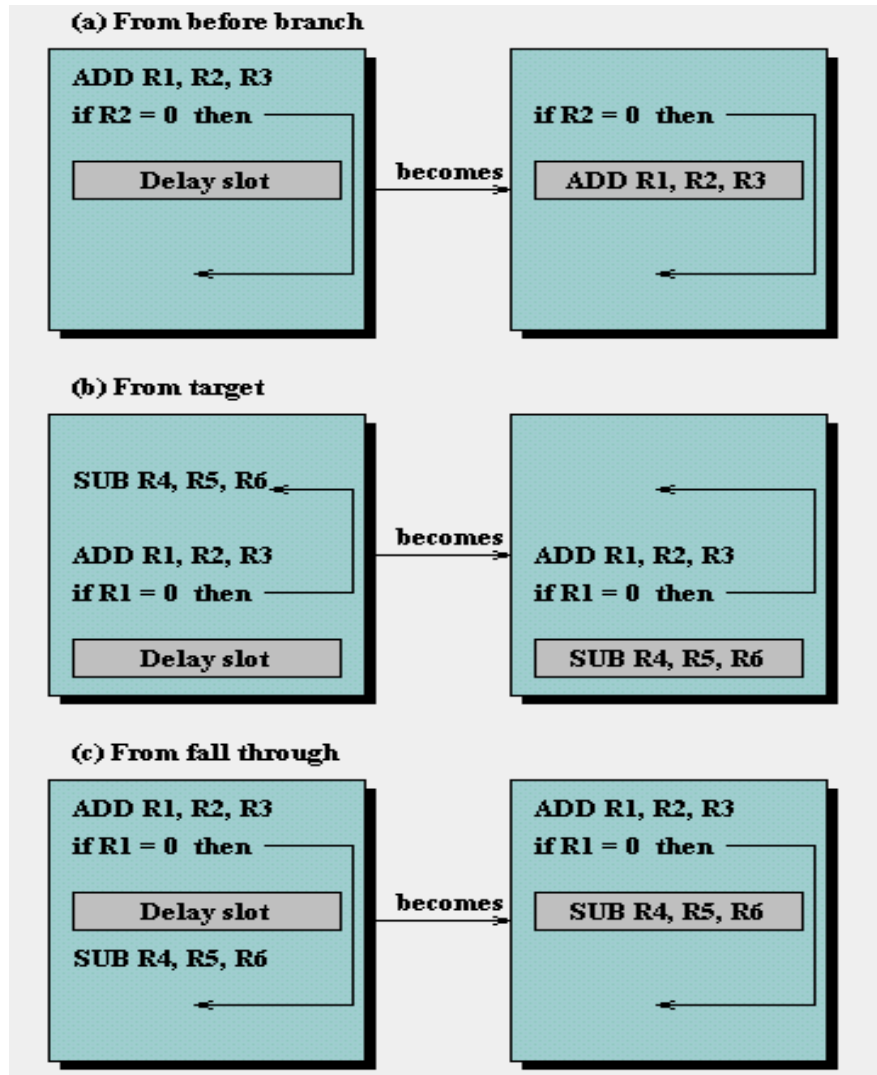 (a) From before branch
ADD R1, R2, R3
if R2 = 0 then
Delay slot
becomes
if R2 = 0 then
ADD R1, R2, R3
(b) From target
SUB R4, R5, R6
ADD R1, R2, R3
if R1 = 0 then
Delay slot
becomes
ADD R1, R2, R3
if R1 = 0 then
SUB R4, R5, R6
(c) From fall through
ADD R1, R2, R3
if R1 = 0 then
Delay slot
SUB R4, R5, R6
becomes
ADD R1, R2, R3
if R1 = 0 then
SUB R4, R5, R6